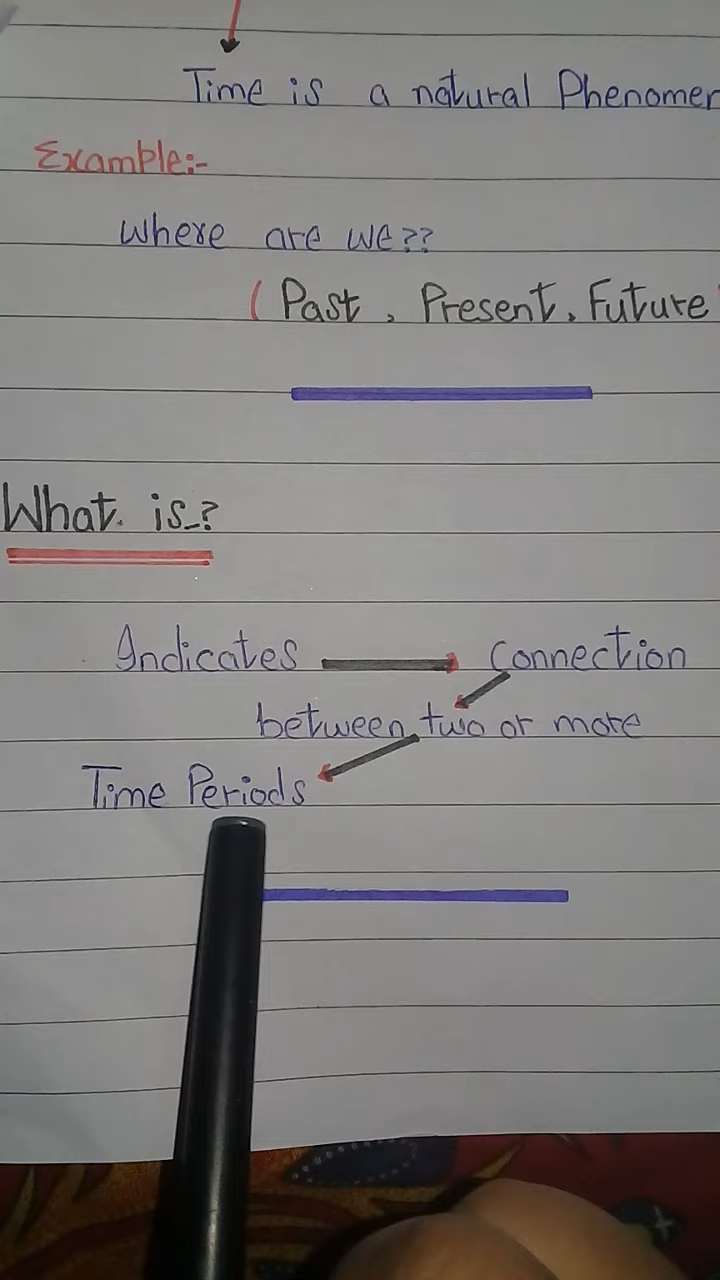 Time is a natural Phenomen
Example:-
where are we??
( Past , Present , Future
What is ?
Indicates connection
between two or more
Time Periods